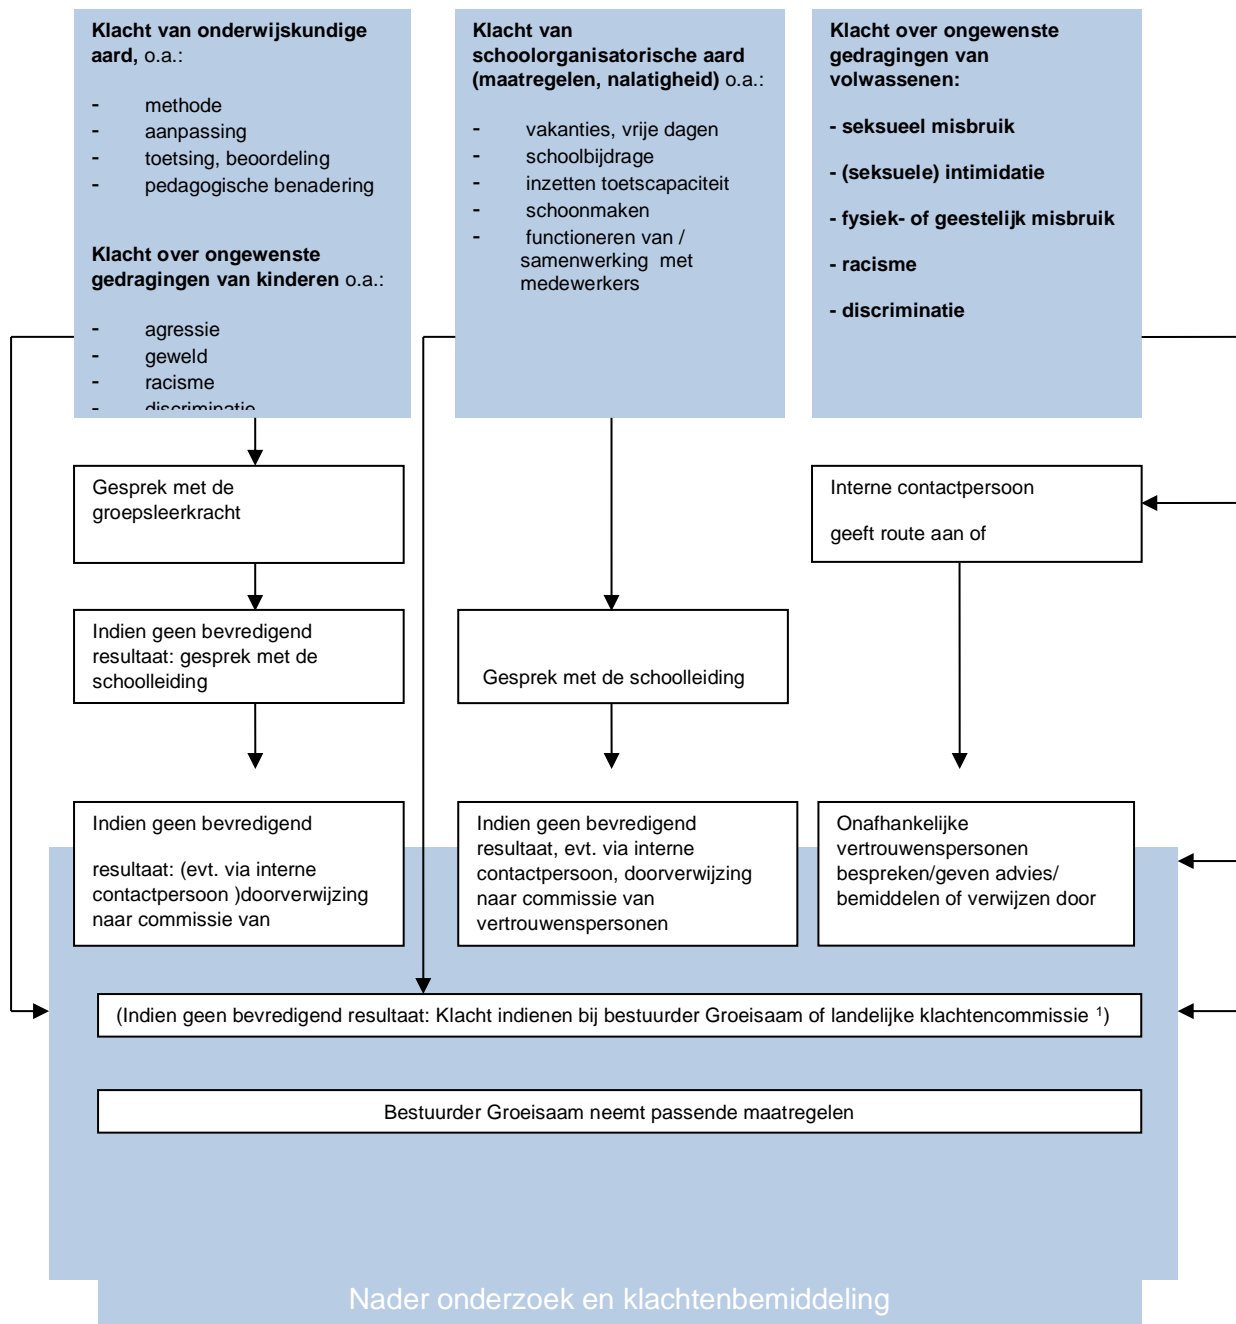 Klacht van onderwijskundige
aard, o.a.:
- methode
- aanpassing
- toetsing, beoordeling
- pedagogische benadering
Klacht over ongewenste
gedragingen van kinderen o.a.:
- agressie
- geweld
- racisme
- discriminatie
Klacht van
schoolorganisatorische aard
(maatregelen, nalatigheid) o.a.:
- vakanties, vrije dagen
- schoolbijdrage
- inzetten toetscapaciteit
- schoonmaken
- functioneren van /
samenwerking met
medewerkers
Klacht over ongewenste
gedragingen van
volwassenen:
- seksueel misbruik
- (seksuele) intimidatie
- fysiek- of geestelijk misbruik
- racisme
- discriminatie
Gesprek met de
groepsleerkracht
Interne contactpersoon
geeft route aan of
Indien geen bevredigend
resultaat: gesprek met de
schoolleiding
Gesprek met de schoolleiding
Indien geen bevredigend
resultaat: (evt. via interne
contactpersoon )doorverwijzing
naar commissie van
Indien geen bevredigend
resultaat, evt. via interne
contactpersoon, doorverwijzing
naar commissie van
vertrouwenspersonen
Onafhankelijke
vertrouwenspersonen
bespreken/geven advies/
bemiddelen of verwijzen door
(Indien geen bevredigend resultaat: Klacht indienen bij bestuurder Groeisaam of landelijke klachtencommissie ¹)
Bestuurder Groeisaam neemt passende maatregelen
Nader onderzoek en klachtenbemiddeling